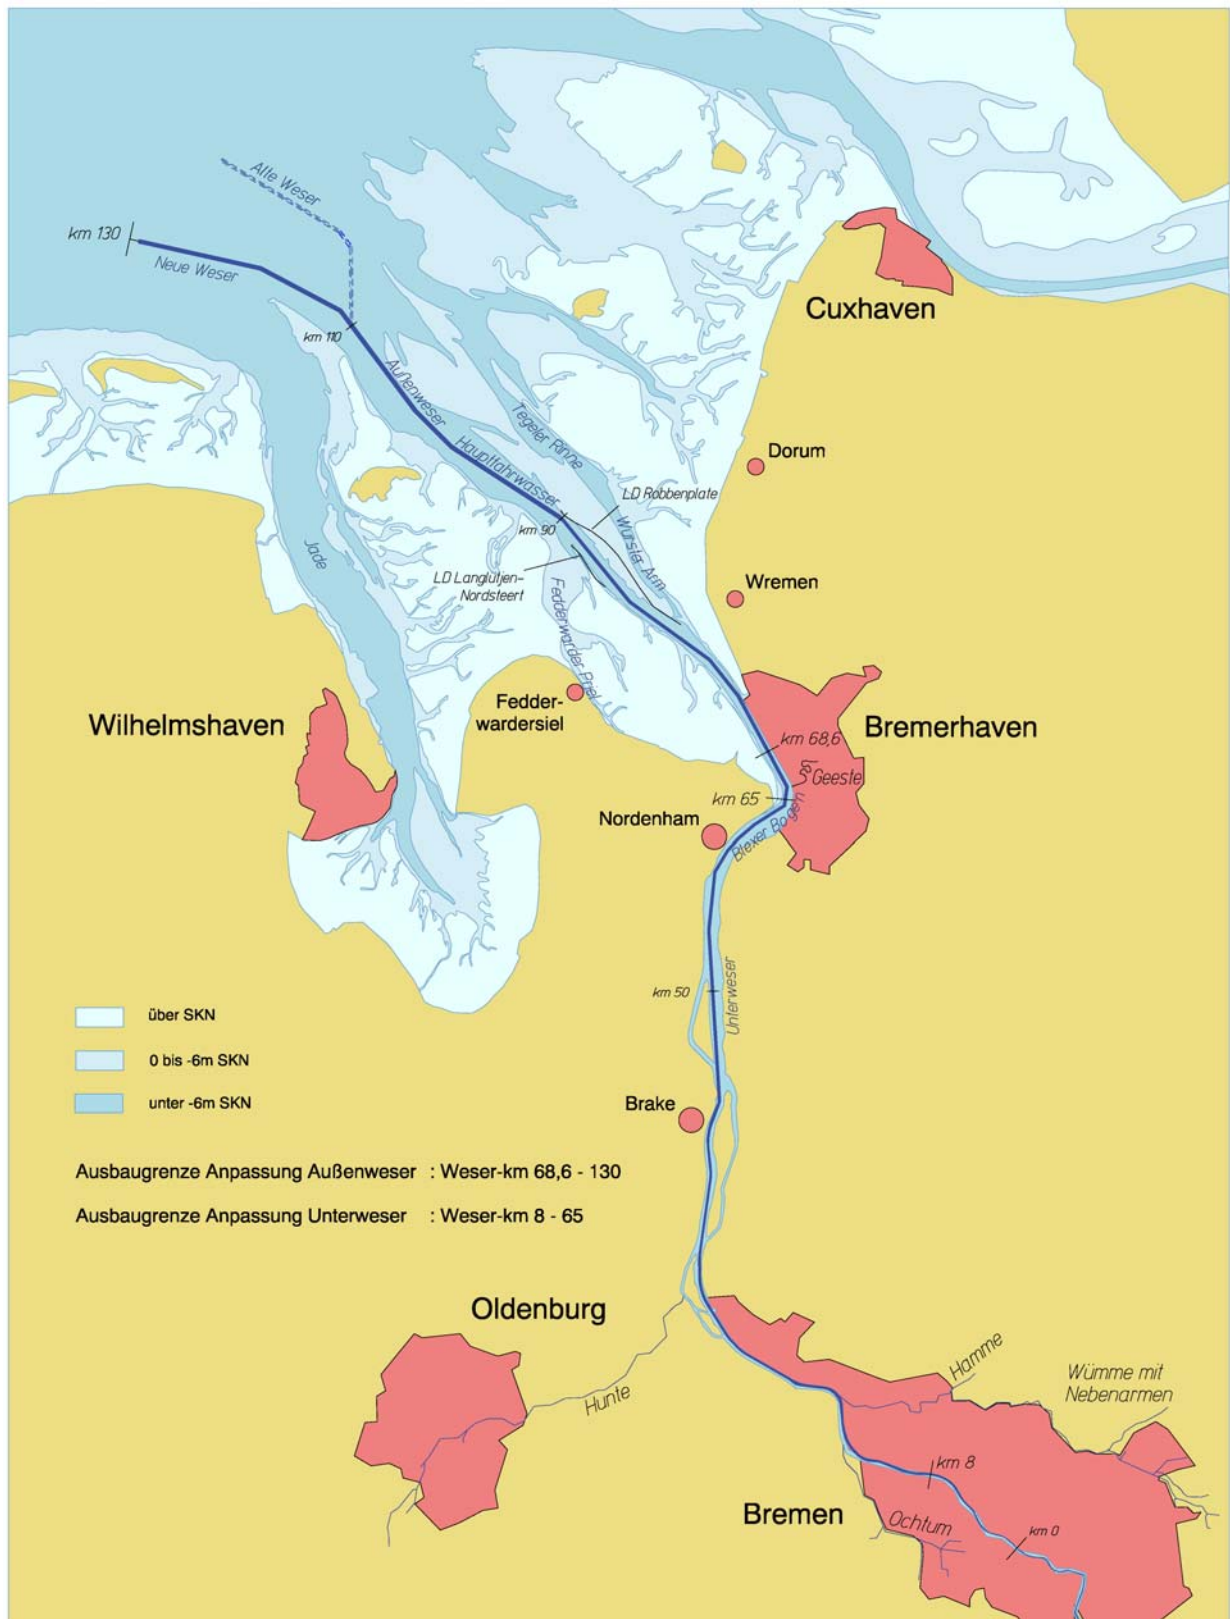 Alte Weser
km 130
Neue Weser
Cuxhaven
km 110
Außenweser
Tegeler Rinne
Hauptfahrwasser
Dorum
LD Robbenplate
km 90
Wurster Arm
Jade
LD Langlütjen-
Nordsteert
Fedderwarder Priel
Wremen
Fedder-
wardersiel
Wilhelmshaven
Bremerhaven
km 68,6
Geeste
km 65
Nordenham
Blexer Bogen
Unterweser
km 50
über SKN
0 bis -6m SKN
unter -6m SKN
Brake
Ausbaugrenze Anpassung Außenweser : Weser-km 68,6 - 130
Ausbaugrenze Anpassung Unterweser : Weser-km 8 - 65
Oldenburg
Hunte
Hamme
Wümme mit
Nebenarmen
km 8
Bremen
Ochtum
km 0